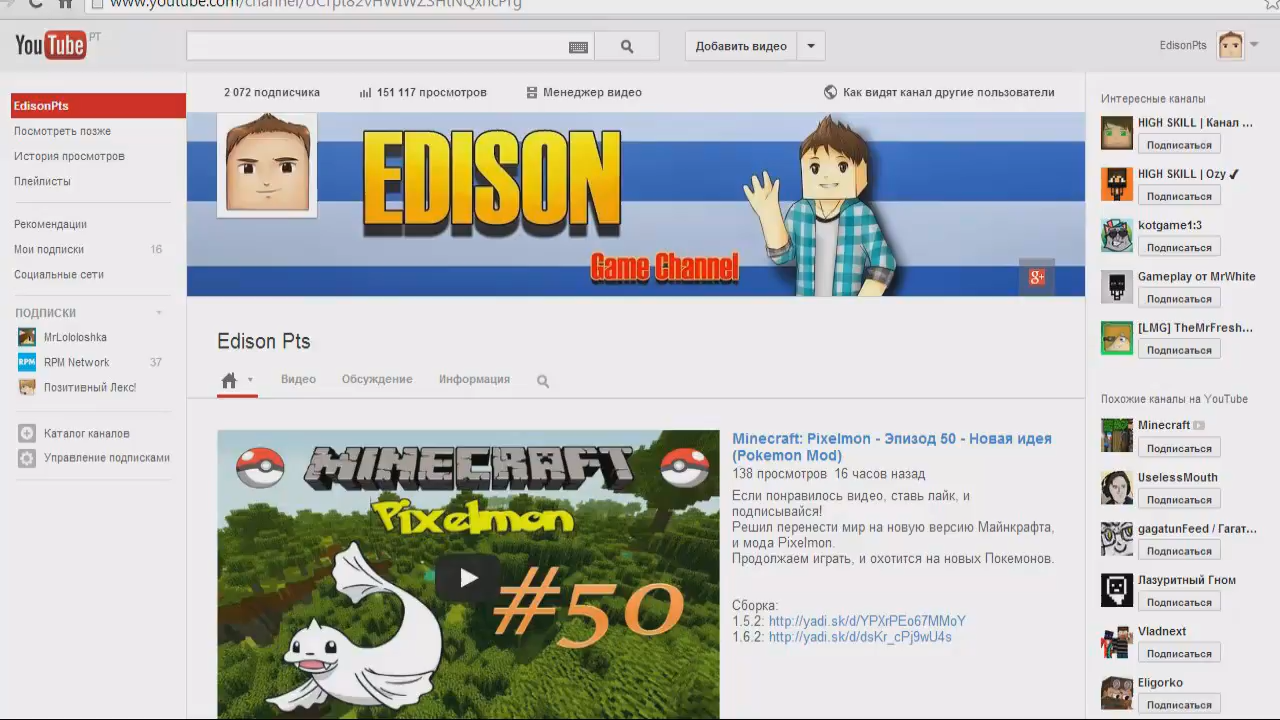 www.youtube.com/channel/
YouTube PT
Добавить видео
EdisonPts
EdisonPts
Посмотреть позже
История просмотров
Плейлисты
Рекомендации
Мои подписки 16
Социальные сети
ПОДПИСКИ
MrLololoshka
RPM RPM Network 37
Позитивный Лекс!
Каталог каналов
Управление подписками
2 072 подписчика
151 117 просмотров
Менеджер видео
Как видят канал другие пользователи
EDISON
Game Channel
g+
Edison Pts
Видео
Обсуждение
Информация
MINECRAFT
Pixelmon
#50
Minecraft: Pixelmon - Эпизод 50 - Новая идея
(Pokemon Mod)
138 просмотров 16 часов назад
Если понравилось видео, ставь лайк, и
подписывайся!
Решил перенести мир на новую версию Майнкрафта,
и мода Pixelmon.
Продолжаем играть, и охотится на новых Покемонов.
Сборка:
1.5.2: http://yadi.sk/d/YPXrPEo67MMoY
1.6.2: http://yadi.sk/d/dsKr_cPj9wU4s
Интересные каналы
HIGH SKILL | Канал ...
Подписаться
HIGH SKILL | Ozy ✔
Подписаться
kotgame1:3
Подписаться
Gameplay от MrWhite
Подписаться
[LMG] TheMrFresh...
Подписаться
Похожие каналы на YouTube
Minecraft
Подписаться
UselessMouth
Подписаться
gagatunFeed / Гагат...
Подписаться
Лазуритный Гном
Подписаться
Vladnext
Подписаться
Eligorko
Подписаться